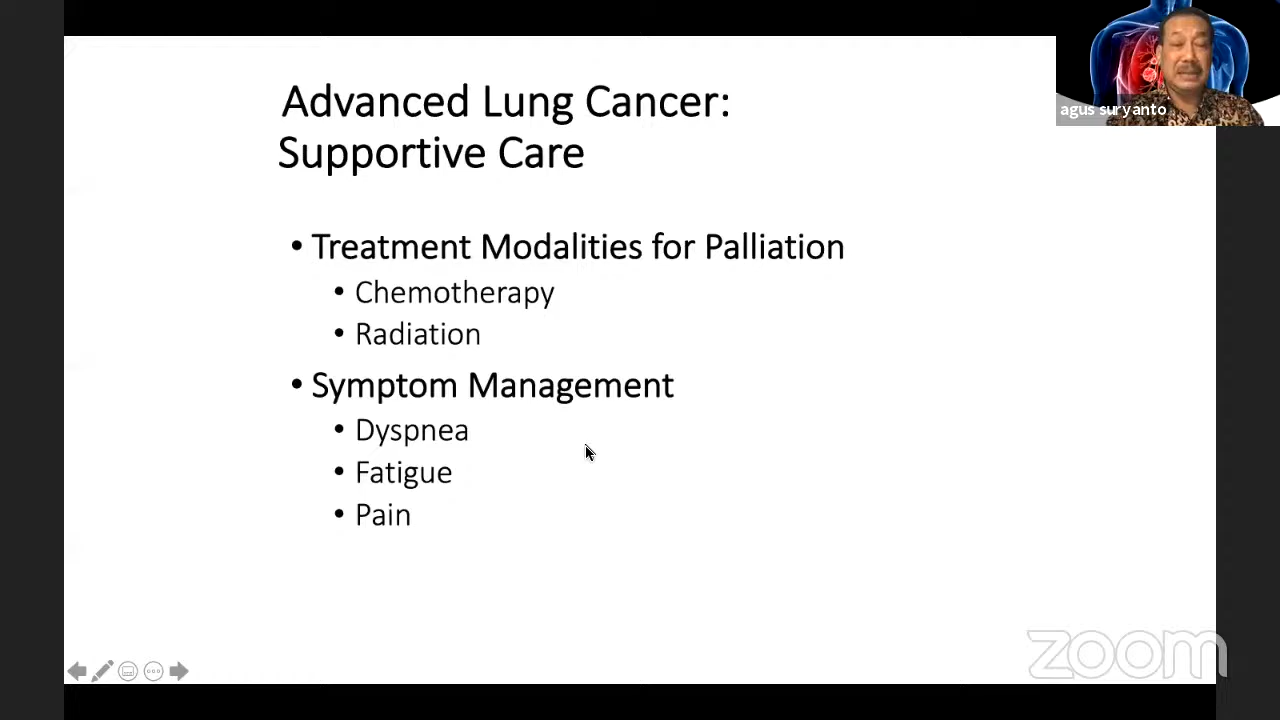 Advanced Lung Cancer:
Supportive Care
agus suryanto
• Treatment Modalities for Palliation
• Chemotherapy
• Radiation
• Symptom Management
• Dyspnea
• Fatigue
• Pain
zoom